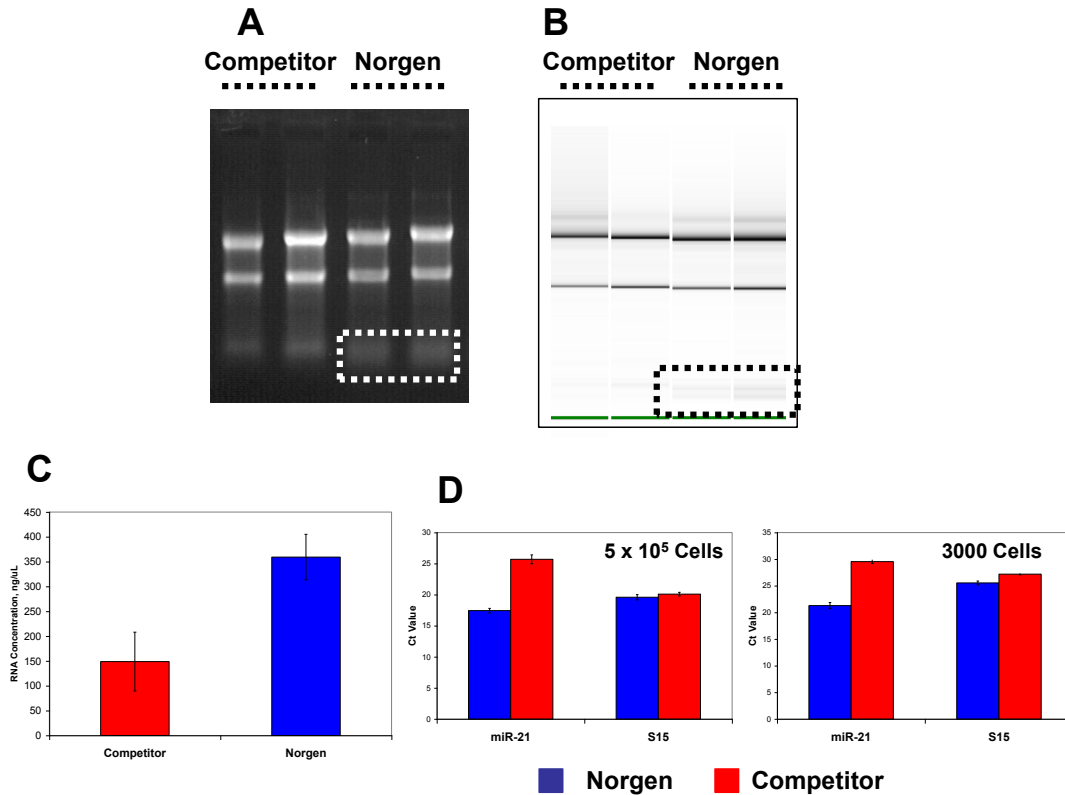 A
Competitor Norgen
B
Competitor Norgen
C
450
400
350
300
250
200
150
100
50
0
RNA Concentration, ng/uL
Competitor Norgen
D
30
25
20
15
10
5
0
Ct Value
5 x 10⁵ Cells
miR-21 S15
35
30
25
20
15
10
5
0
Ct Value
3000 Cells
miR-21 S15
Norgen Competitor